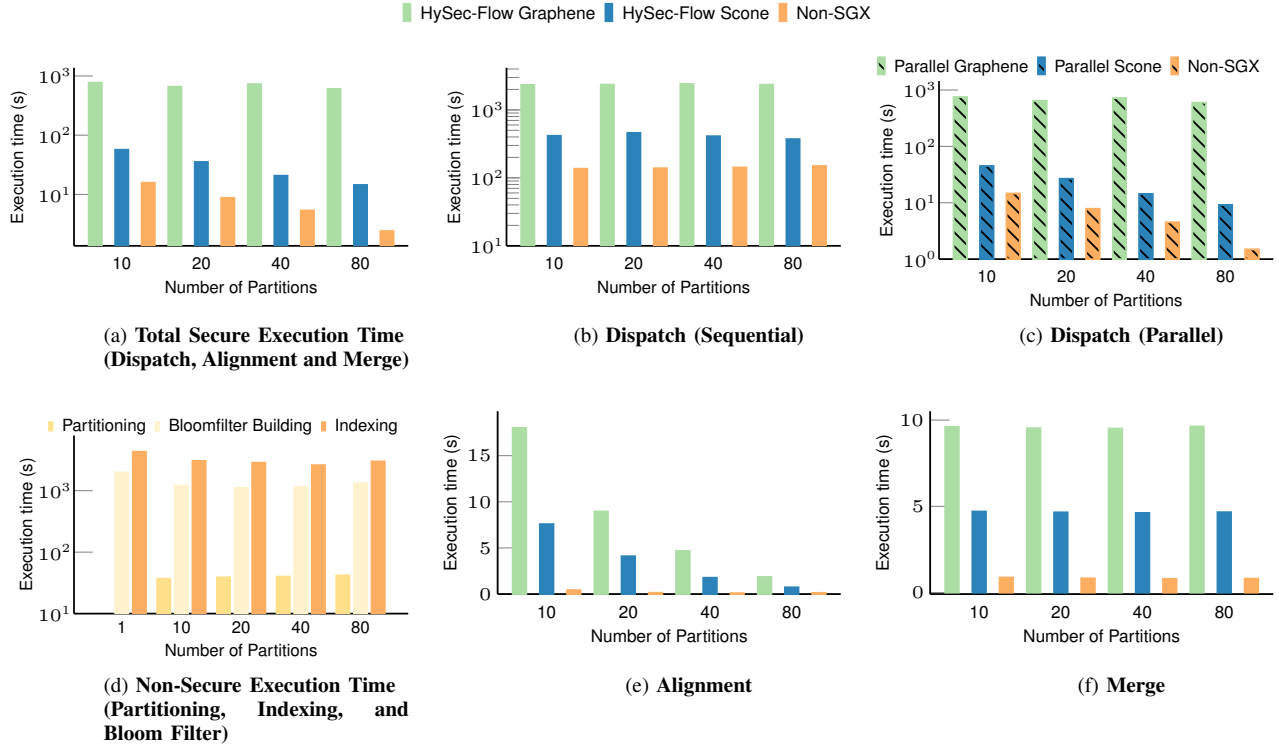 HySec-Flow Graphene HySec-Flow Scone Non-SGX
10³
10²
10¹
Execution time (s)
10 20 40 80
Number of Partitions
(a) Total Secure Execution Time
(Dispatch, Alignment and Merge)
10³
10²
10¹
Execution time (s)
10 20 40 80
Number of Partitions
(b) Dispatch (Sequential)
Parallel Graphene Parallel Scone Non-SGX
10³
10²
10¹
10⁰
Execution time (s)
10 20 40 80
Number of Partitions
(c) Dispatch (Parallel)
Partitioning Bloomfilter Building Indexing
10³
10²
10¹
Execution time (s)
1 10 20 40 80
Number of Partitions
(d) Non-Secure Execution Time
(Partitioning, Indexing, and
Bloom Filter)
15
10
5
0
Execution time (s)
10 20 40 80
Number of Partitions
(e) Alignment
10
5
0
Execution time (s)
10 20 40 80
Number of Partitions
(f) Merge